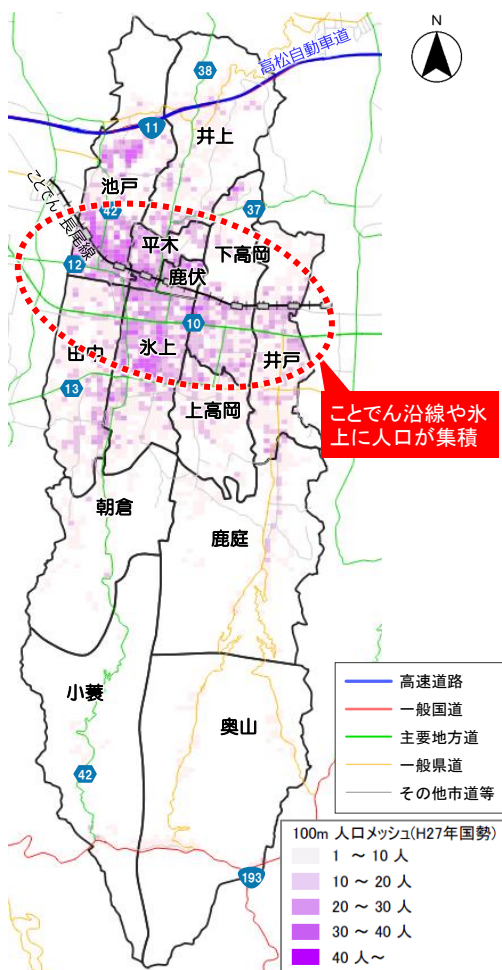 N
高松自動車道
38
井上
11
池戸
ことでん
長尾線
42
37
平木
下高岡
12
鹿伏
10
田中
氷上
井戸
13
上高岡
ことでん沿線や氷
上に人口が集積
朝倉
鹿庭
小蓑
奥山
42
193
高速道路
一般国道
主要地方道
一般県道
その他市道等
100m 人口メッシュ(H27年国勢)
1 ～ 10 人
10 ～ 20 人
20 ～ 30 人
30 ～ 40 人
40 人～